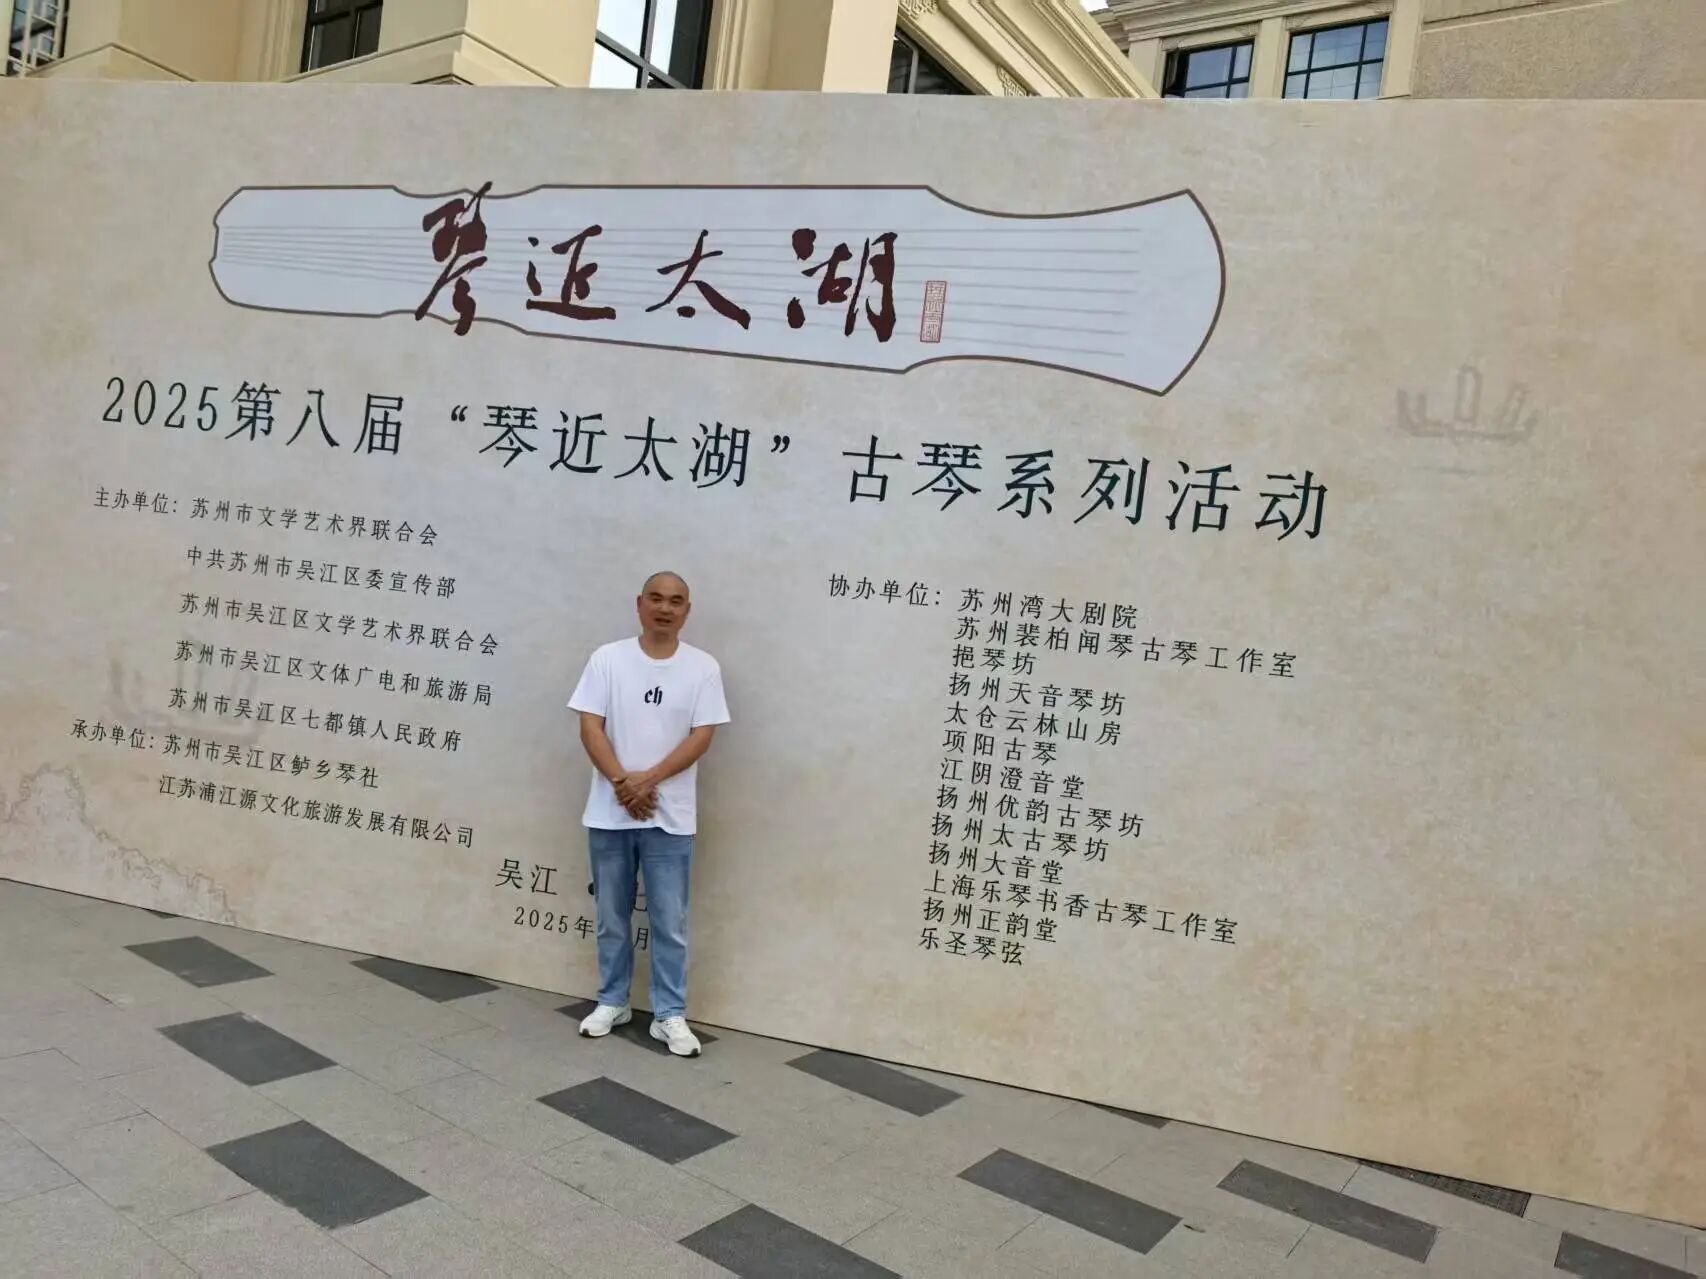 琴近太湖
2025第八届“琴近太湖”古琴系列活动
主办单位：苏州市文学艺术界联合会
中共苏州市吴江区委宣传部
苏州市吴江区文学艺术界联合会
苏州市吴江区文体广电和旅游局
苏州市吴江区七都镇人民政府
承办单位：苏州市吴江区鲈乡琴社
江苏浦江源文化旅游发展有限公司
协办单位：苏州湾大剧院
苏州裴柏闻琴古琴工作室
挹琴坊
扬州天音琴坊
太仓云林山房
项阳古琴
江阴澄音堂
扬州优韵古琴坊
扬州太古琴坊
扬州大音堂
上海乐琴书香古琴工作室
扬州正韵堂
乐圣琴弦
吴江
2025年 月
ch